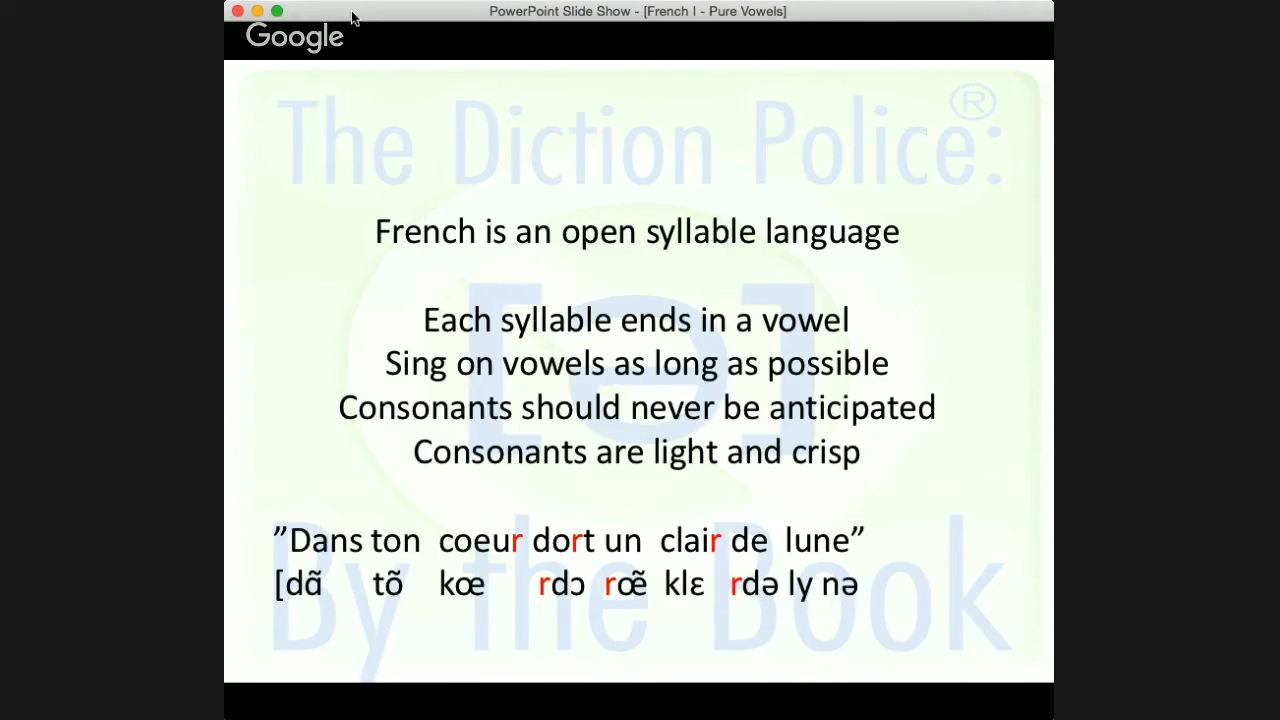 PowerPoint Slide Show - [French I - Pure Vowels]
Google
The Diction Police:®
French is an open syllable language
[ə]
Each syllable ends in a vowel
Sing on vowels as long as possible
Consonants should never be anticipated
Consonants are light and crisp
By the Book
”Dans ton coeur dort un clair de lune”
[dɑ̃ tõ kœ rdɔ rœ̃ klɛ rdə ly nə